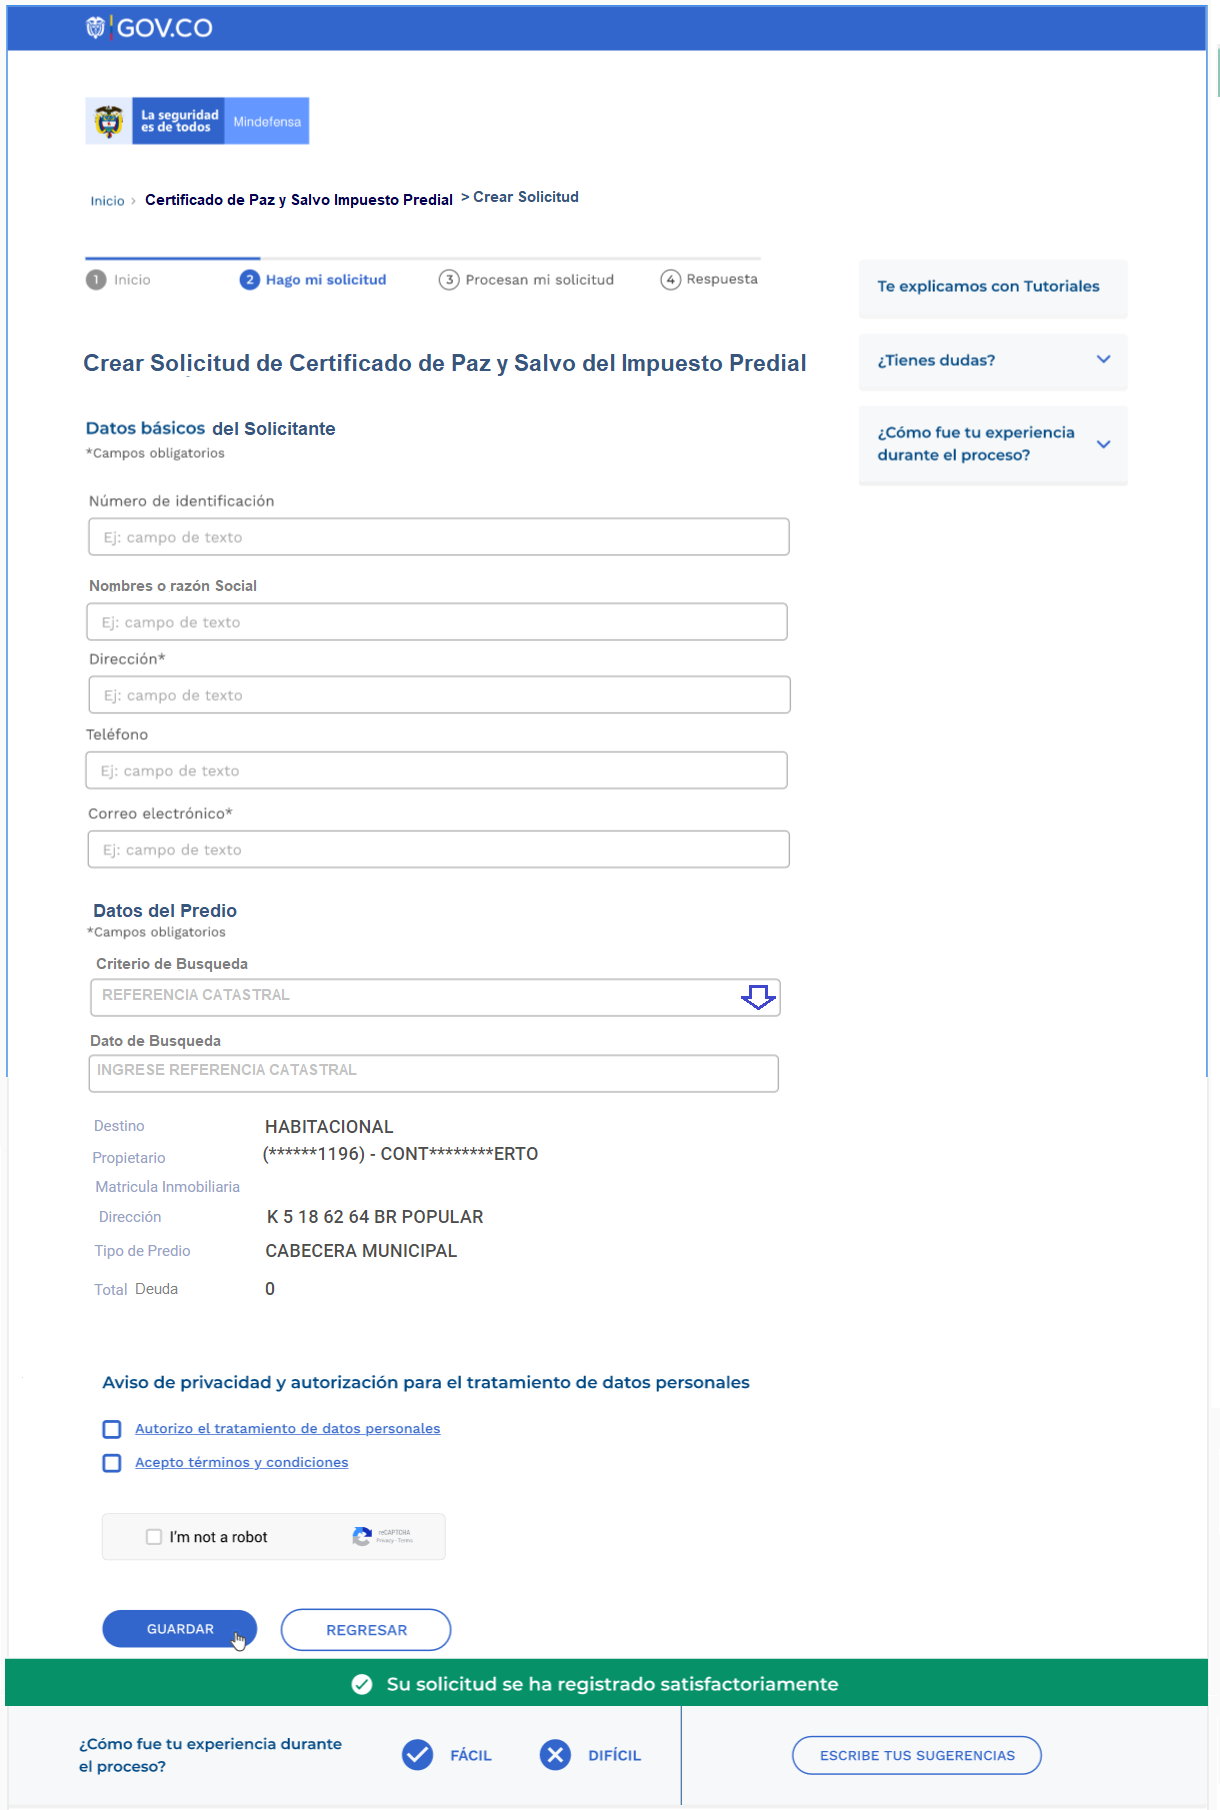 GOV.CO
La seguridad
es de todos
Mindefensa
Inicio > Certificado de Paz y Salvo Impuesto Predial > Crear Solicitud
1 Inicio
2 Hago mi solicitud
3 Procesan mi solicitud
4 Respuesta
Te explicamos con Tutoriales
¿Tienes dudas?
¿Cómo fue tu experiencia
durante el proceso?
Crear Solicitud de Certificado de Paz y Salvo del Impuesto Predial
Datos básicos del Solicitante
*Campos obligatorios
Número de identificación
Ej: campo de texto
Nombres o razón Social
Ej: campo de texto
Dirección*
Ej: campo de texto
Teléfono
Ej: campo de texto
Correo electrónico*
Ej: campo de texto
Datos del Predio
*Campos obligatorios
Criterio de Busqueda
REFERENCIA CATASTRAL
Dato de Busqueda
INGRESE REFERENCIA CATASTRAL
Destino HABITACIONAL
Propietario (******1196) - CONT********ERTO
Matricula Inmobiliaria
Dirección K 5 18 62 64 BR POPULAR
Tipo de Predio CABECERA MUNICIPAL
Total Deuda 0
Aviso de privacidad y autorización para el tratamiento de datos personales
Autorizo el tratamiento de datos personales
Acepto términos y condiciones
I'm not a robot
reCAPTCHA
Privacy - Terms
GUARDAR
REGRESAR
Su solicitud se ha registrado satisfactoriamente
¿Cómo fue tu experiencia durante
el proceso?
FÁCIL
DIFÍCIL
ESCRIBE TUS SUGERENCIAS